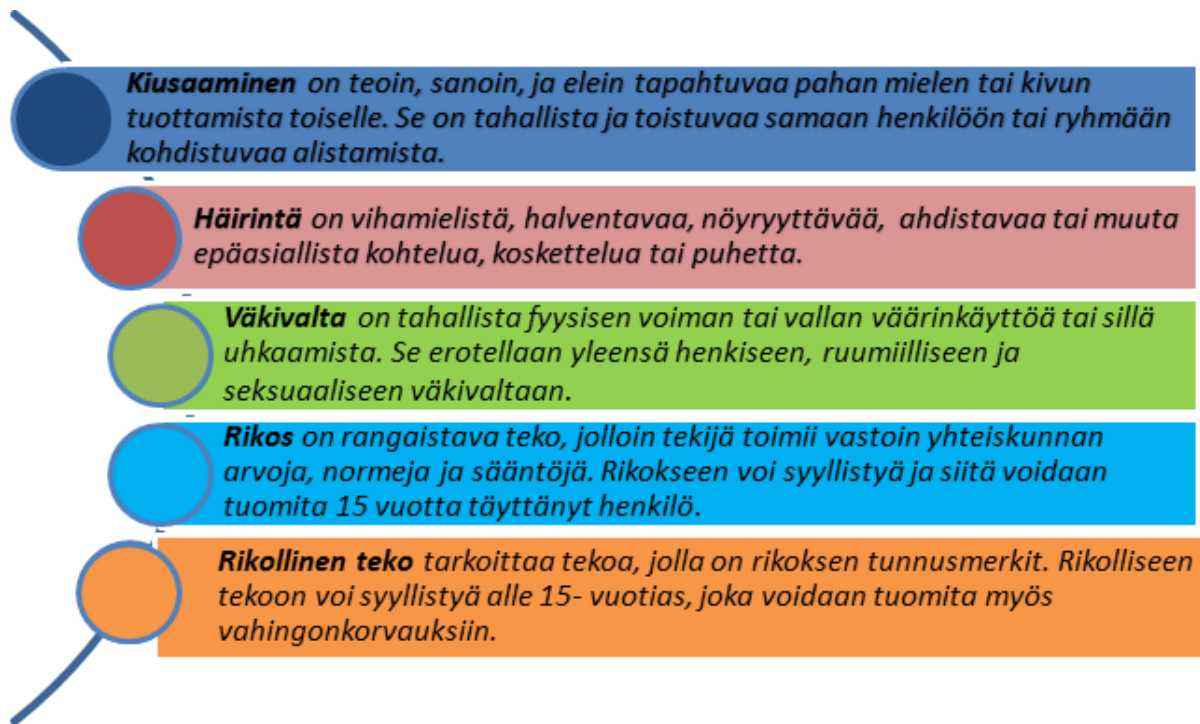 Kiusaaminen on teoin, sanoin, ja elein tapahtuvaa pahan mielen tai kivun
tuottamista toiselle. Se on tahallista ja toistuvaa samaan henkilöön tai ryhmään
kohdistuvaa alistamista.
Häirintä on vihamielistä, halventavaa, nöyryyttävää, ahdistavaa tai muuta
epäasiallista kohtelua, koskettelua tai puhetta.
Väkivalta on tahallista fyysisen voiman tai vallan väärinkäyttöä tai sillä
uhkaamista. Se erotellaan yleensä henkiseen, ruumiilliseen ja
seksuaaliseen väkivaltaan.
Rikos on rangaistava teko, jolloin tekijä toimii vastoin yhteiskunnan
arvoja, normeja ja sääntöjä. Rikokseen voi syyllistyä ja siitä voidaan
tuomita 15 vuotta täyttänyt henkilö.
Rikollinen teko tarkoittaa tekoa, jolla on rikoksen tunnusmerkit. Rikolliseen
tekoon voi syyllistyä alle 15- vuotias, joka voidaan tuomita myös
vahingonkorvauksiin.